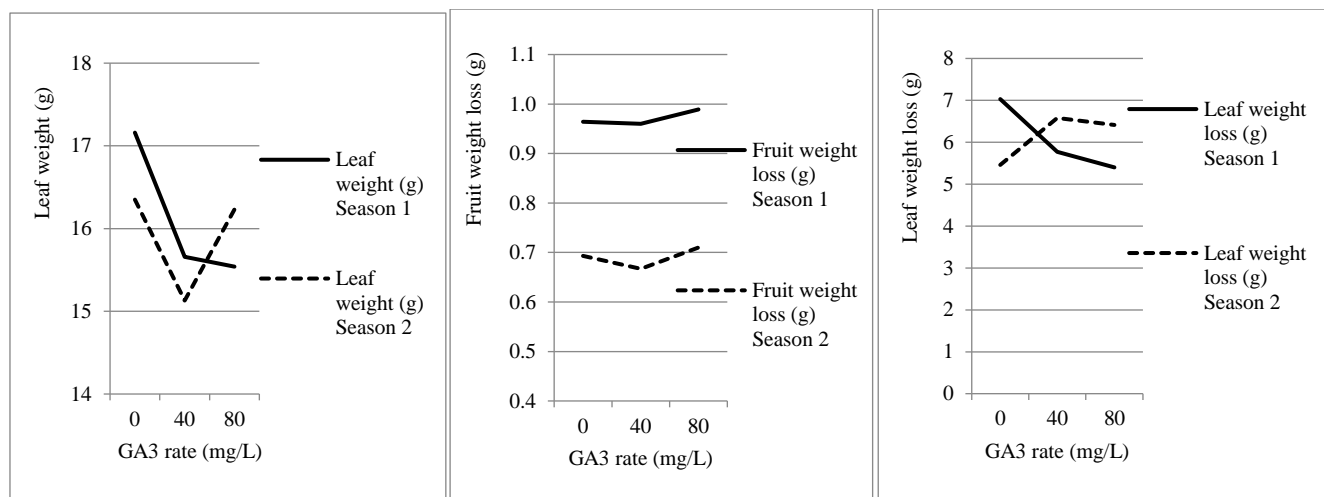 Leaf weight (g)
18
17
16
15
14
0 40 80
GA3 rate (mg/L)
Leaf
weight (g)
Season 1
Leaf
weight (g)
Season 2
Fruit weight loss (g)
1.1
1.0
0.9
0.8
0.7
0.6
0.5
0.4
0 40 80
GA3 rate (mg/L)
Fruit weight
loss (g)
Season 1
Fruit weight
loss (g)
Season 2
Leaf weight loss (g)
8
7
6
5
4
3
2
1
0
0 40 80
GA3 rate (mg/L)
Leaf weight
loss (g)
Season 1
Leaf weight
loss (g)
Season 2